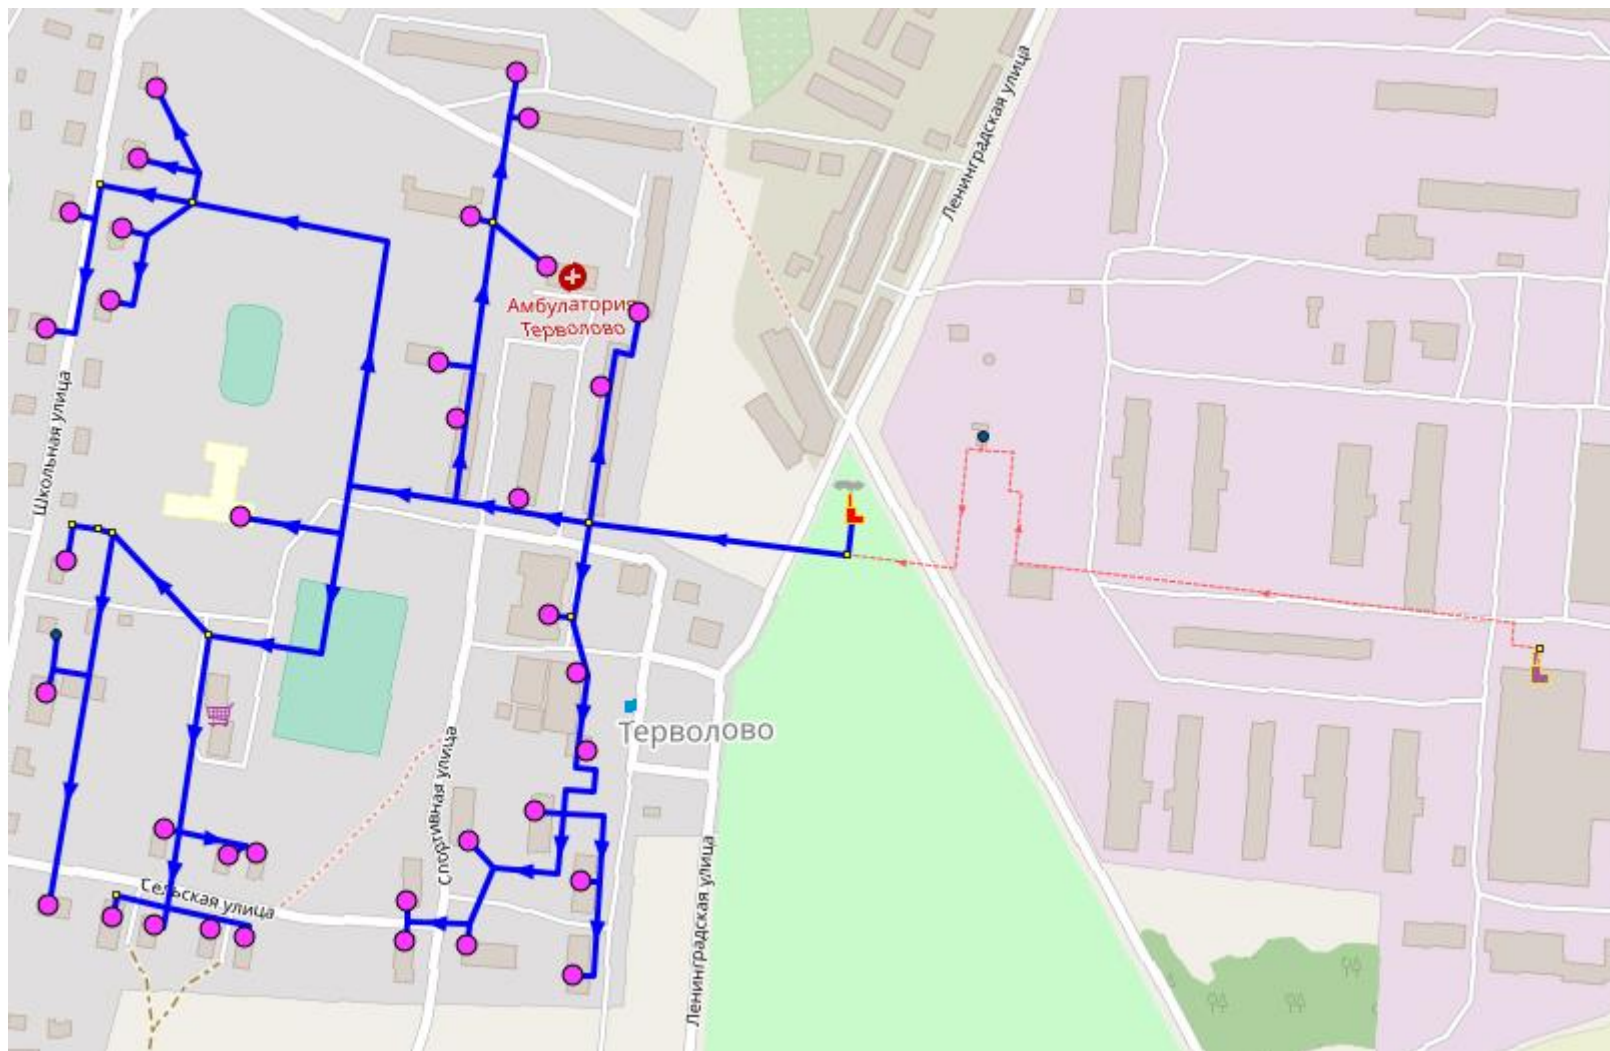 Ленинградская улица
Амбулатория
Терволово
Школьная улица
Терволово
Спортивная улица
Сельская улица
Ленинградская улица